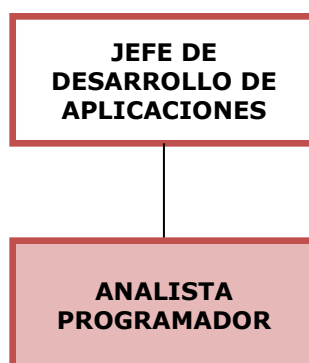 JEFE DE
DESARROLLO DE
APLICACIONES
ANALISTA
PROGRAMADOR